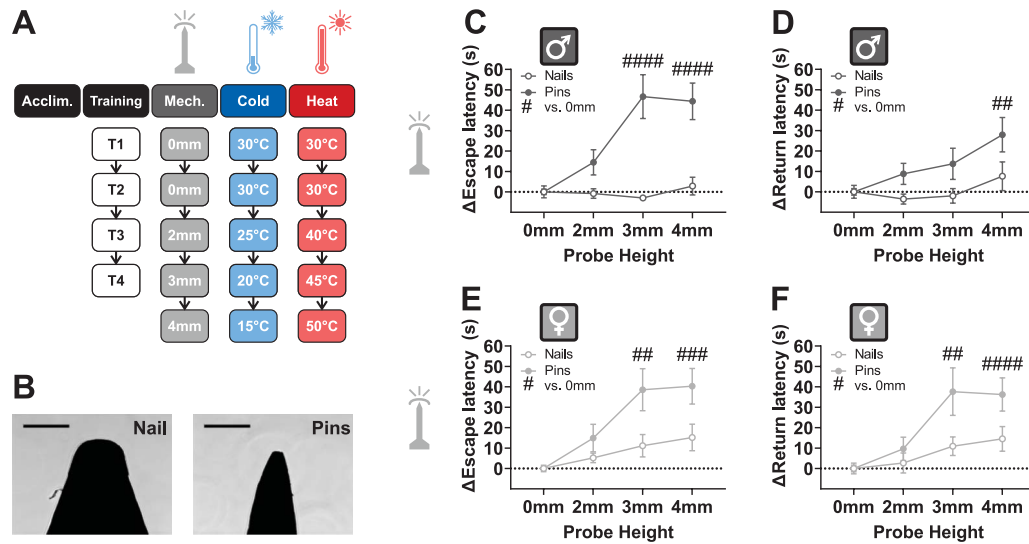 A
Acclim. Training Mech. Cold Heat
T1 0mm 30°C 30°C
T2 0mm 30°C 30°C
T3 2mm 25°C 40°C
T4 3mm 20°C 45°C
4mm 15°C 50°C
B
Nail
Pins
C
ΔEscape latency (s)
60
50
40
30
20
10
0
Nails
Pins
# vs. 0mm
#### ####
0mm 2mm 3mm 4mm
Probe Height
D
ΔReturn latency (s)
60
50
40
30
20
10
0
Nails
Pins
# vs. 0mm
##
0mm 2mm 3mm 4mm
Probe Height
E
ΔEscape latency (s)
60
50
40
30
20
10
0
Nails
Pins
# vs. 0mm
## ###
0mm 2mm 3mm 4mm
Probe Height
F
ΔReturn latency (s)
60
50
40
30
20
10
0
Nails
Pins
# vs. 0mm
## ####
0mm 2mm 3mm 4mm
Probe Height